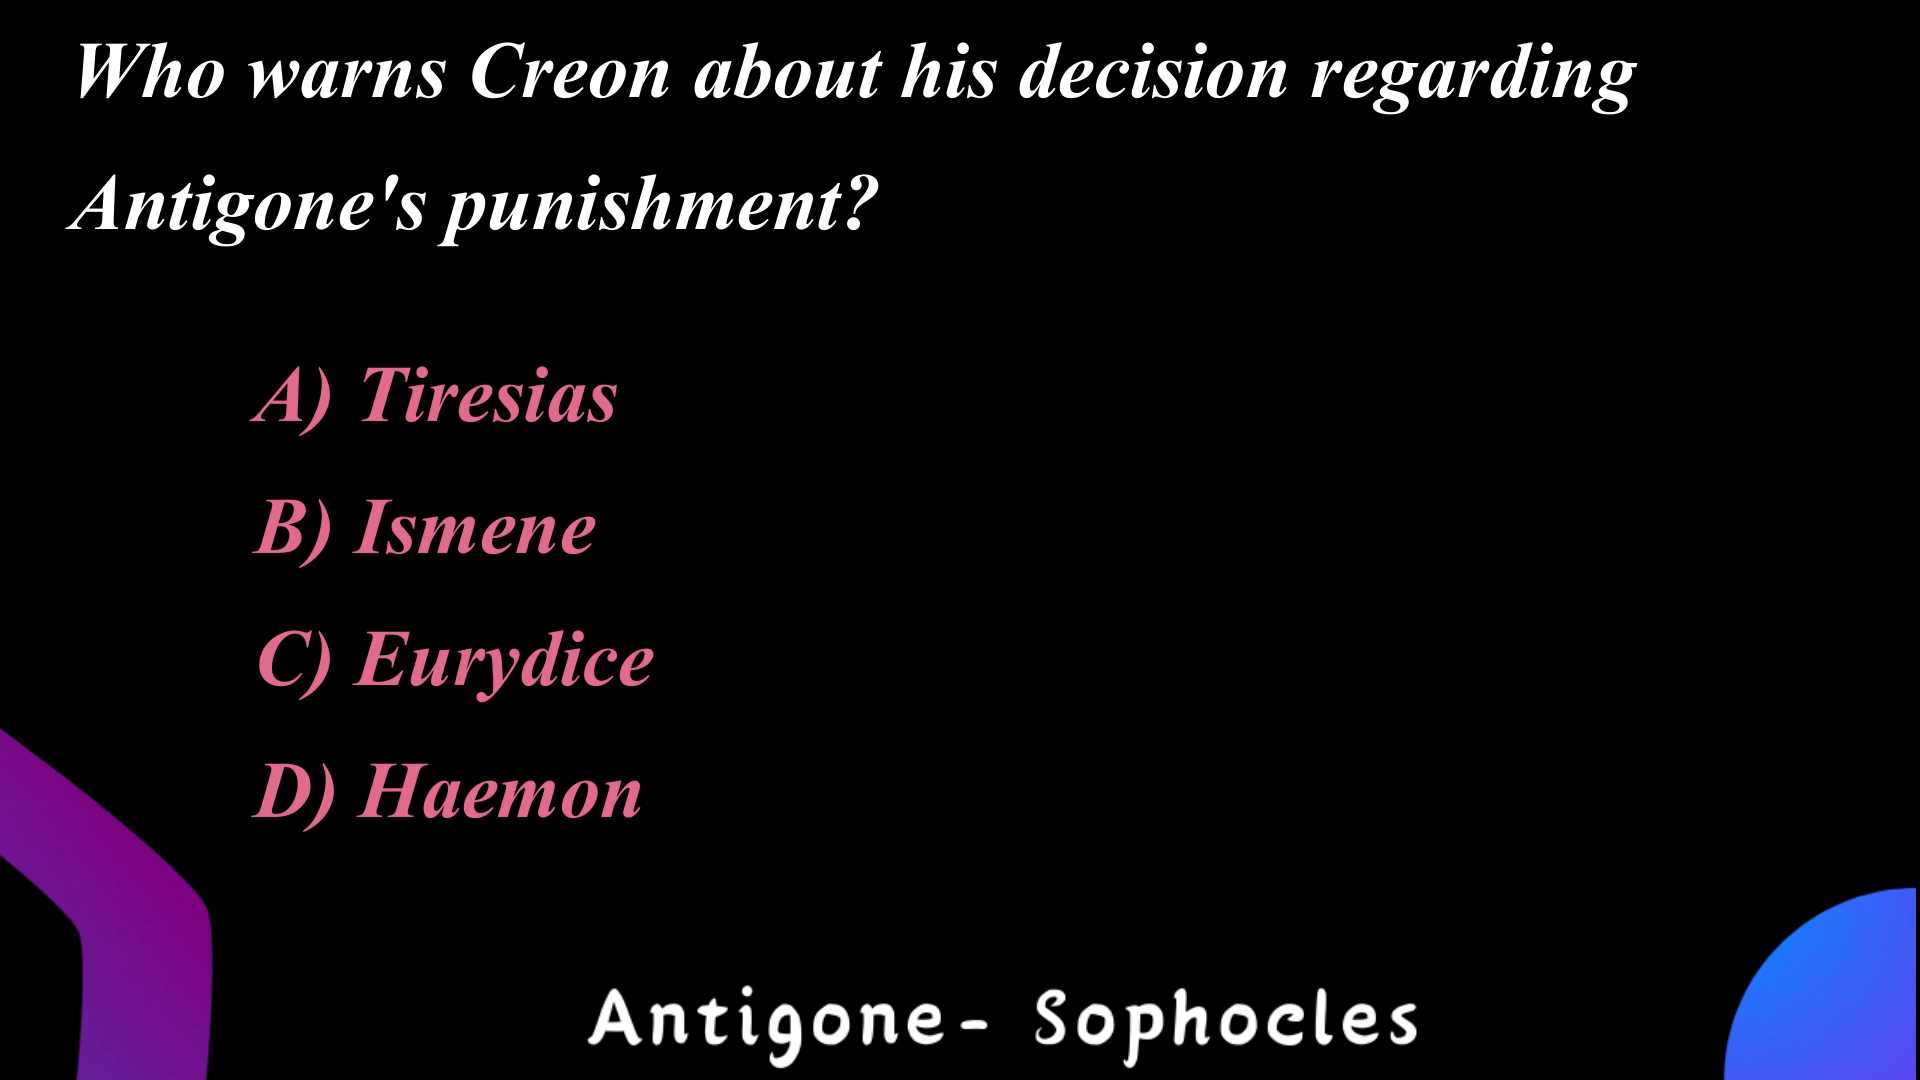 Who warns Creon about his decision regarding
Antigone's punishment?
A) Tiresias
B) Ismene
C) Eurydice
D) Haemon
Antigone- Sophocles